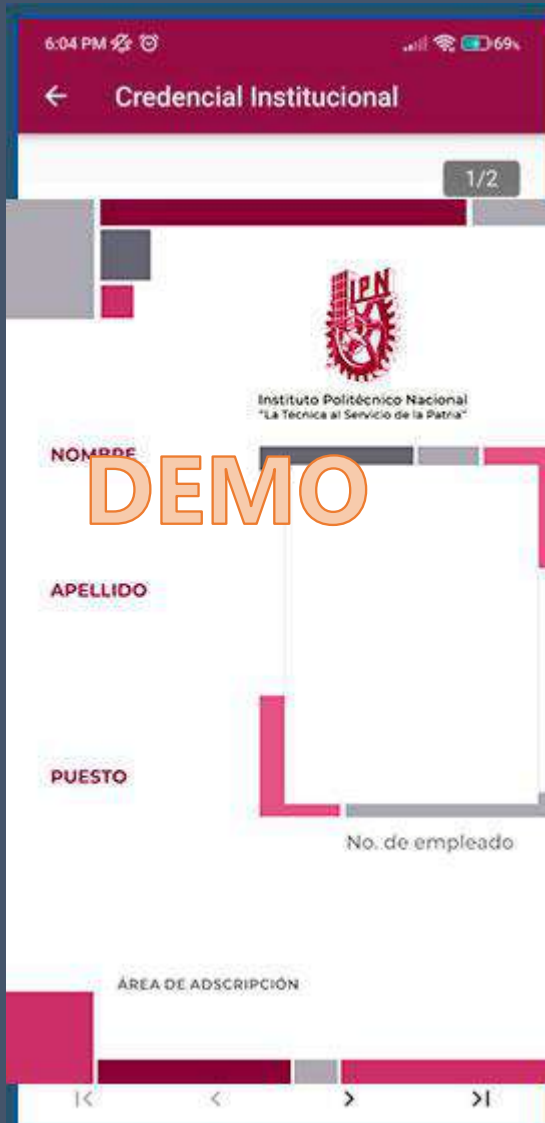 6:04 PM 69%
Credencial Institucional
1/2
IPN
Instituto Politécnico Nacional
"La Técnica al Servicio de la Patria"
NOMBRE
DEMO
APELLIDO
PUESTO
No. de empleado
ÁREA DE ADSCRIPCIÓN